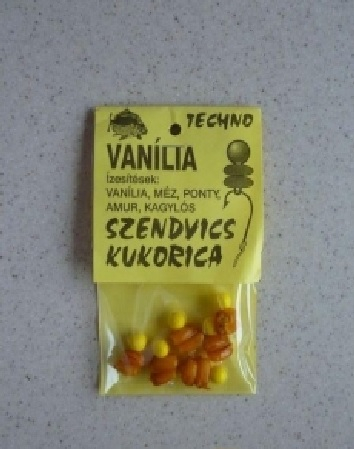 TECHNO
VANÍLIA
Ízesítések:
VANÍLIA, MÉZ, PONTY,
AMUR, KAGYLÓS
SZENDVICS
KUKORICA